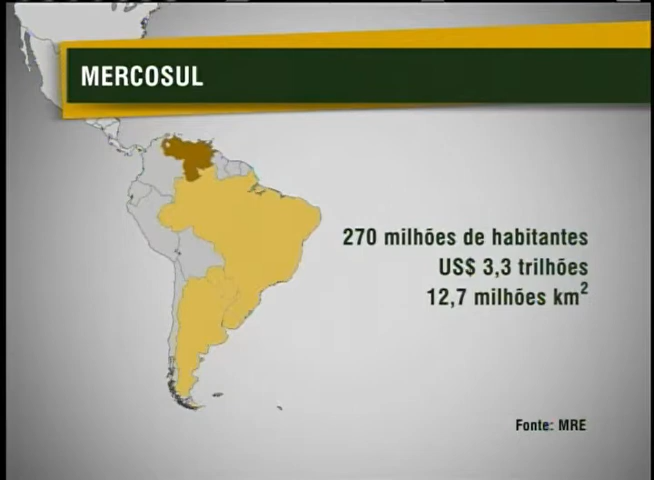 MERCOSUL
270 milhões de habitantes
US$ 3,3 trilhões
12,7 milhões km²
Fonte: MRE